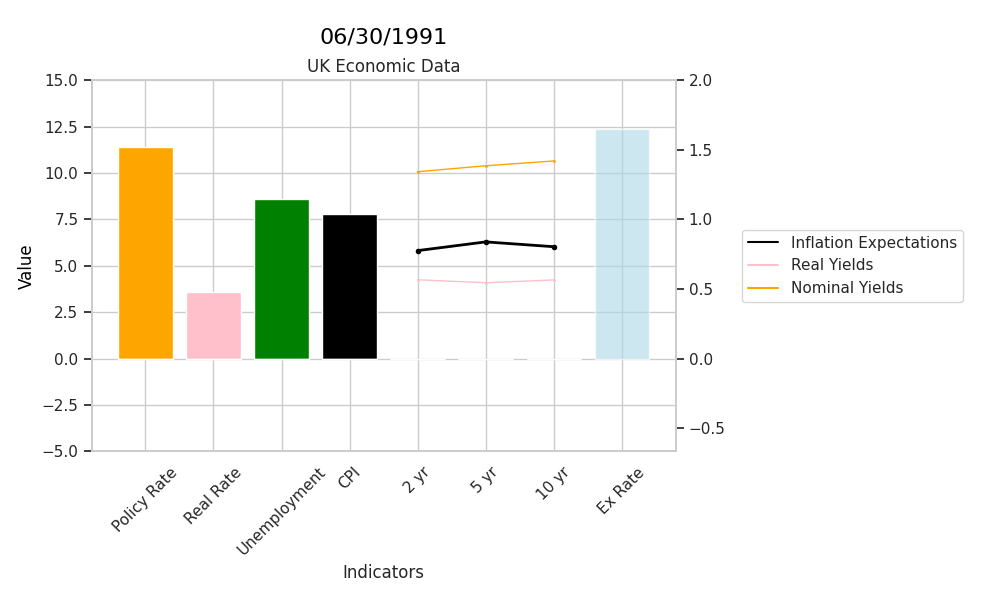 06/30/1991
UK Economic Data
15.0
12.5
10.0
7.5
5.0
2.5
0.0
−2.5
−5.0
Value
2.0
1.5
1.0
0.5
0.0
−0.5
Policy Rate
Real Rate
Unemployment
CPI
2 yr
5 yr
10 yr
Ex Rate
Indicators
Inflation Expectations
Real Yields
Nominal Yields